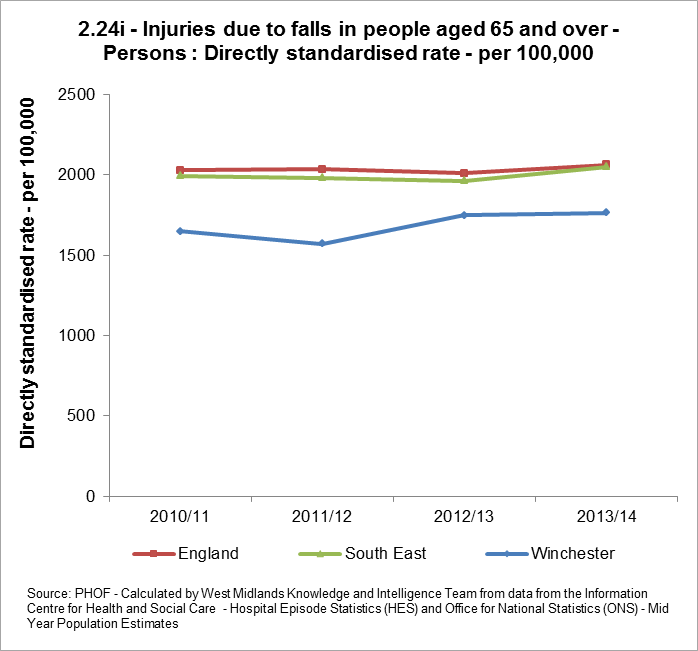 2.24i - Injuries due to falls in people aged 65 and over -
Persons : Directly standardised rate - per 100,000
Directly standardised rate - per 100,000
2500
2000
1500
1000
500
0
2010/11 2011/12 2012/13 2013/14
England South East Winchester
Source: PHOF - Calculated by West Midlands Knowledge and Intelligence Team from data from the Information
Centre for Health and Social Care - Hospital Episode Statistics (HES) and Office for National Statistics (ONS) - Mid
Year Population Estimates